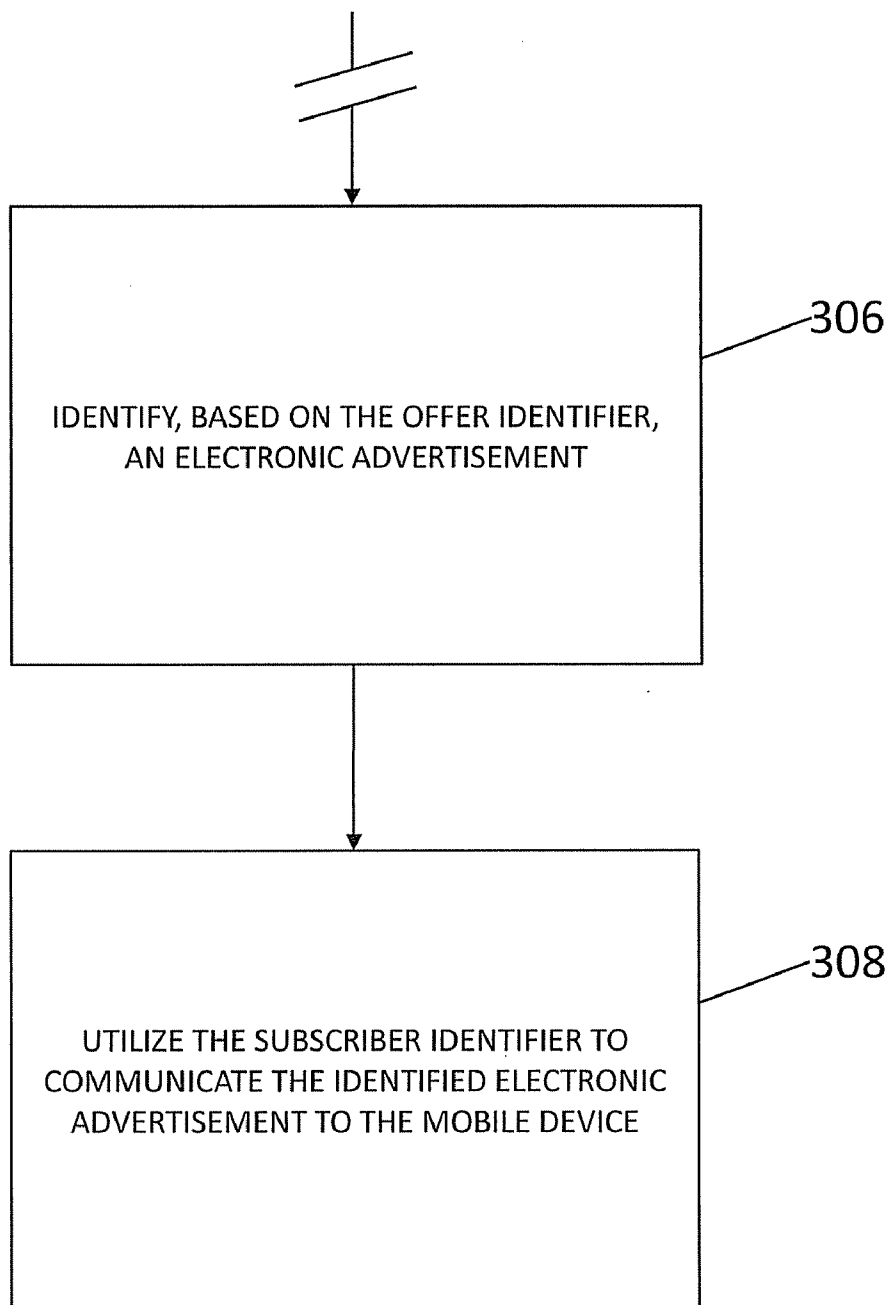 306
IDENTIFY, BASED ON THE OFFER IDENTIFIER,
AN ELECTRONIC ADVERTISEMENT
308
UTILIZE THE SUBSCRIBER IDENTIFIER TO
COMMUNICATE THE IDENTIFIED ELECTRONIC
ADVERTISEMENT TO THE MOBILE DEVICE